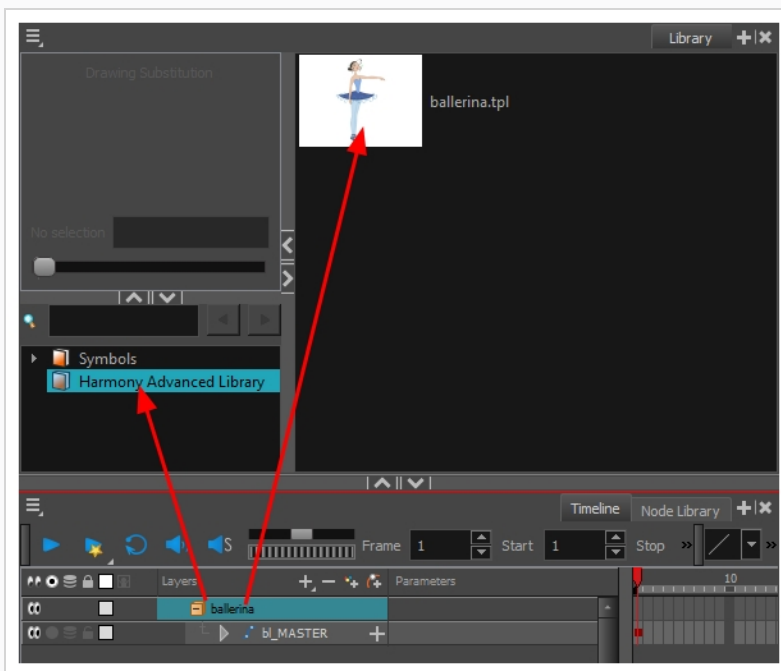 Library
Drawing Substitution
ballerina.tpl
No selection
Symbols
Harmony Advanced Library
Timeline
Node Library
S
Frame 1
Start 1
Stop
Layers
Parameters
10
ballerina
bl_MASTER